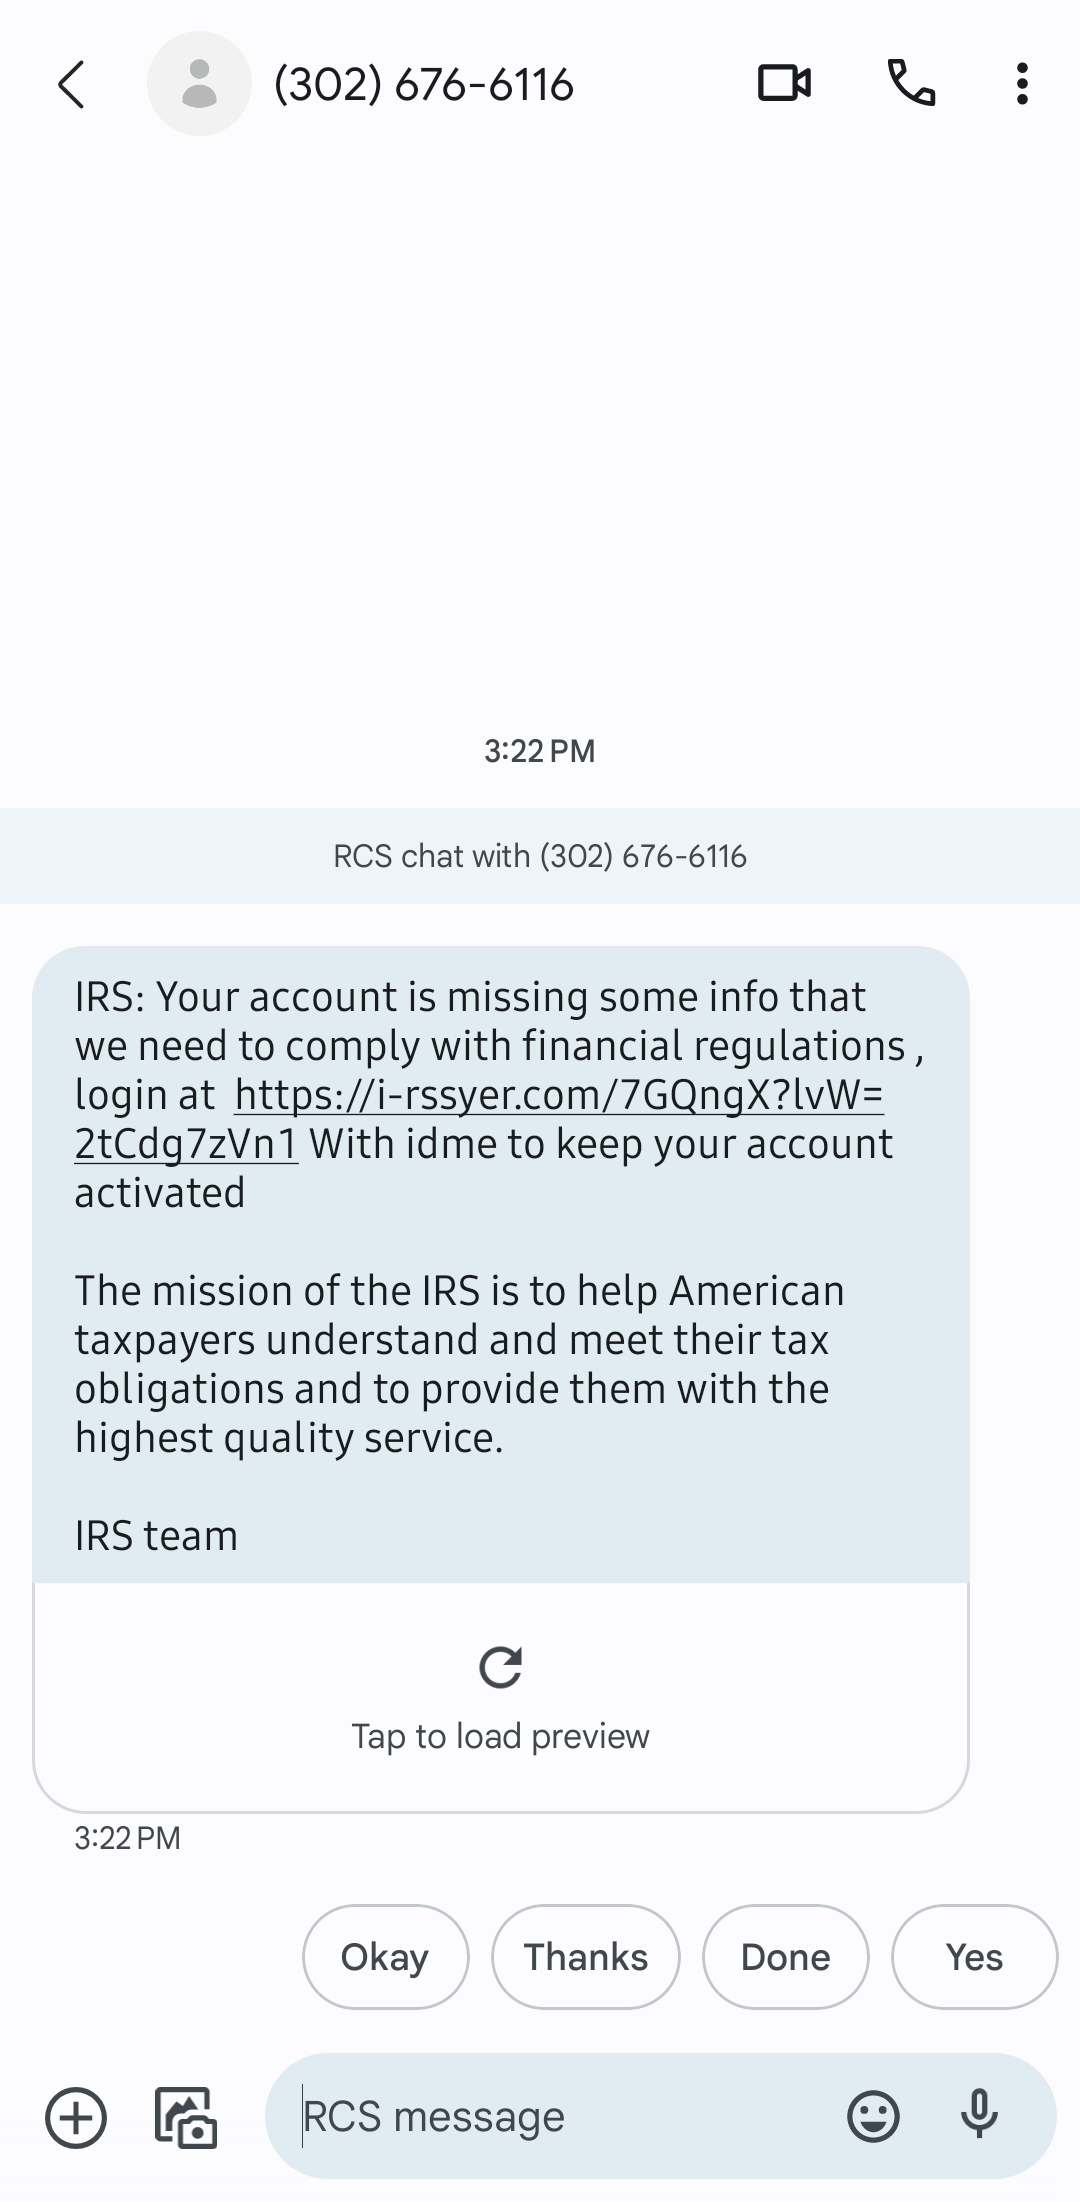 (302) 676-6116
3:22 PM
RCS chat with (302) 676-6116
IRS: Your account is missing some info that
we need to comply with financial regulations ,
login at  https://i-rssyer.com/7GQngX?lvW=
2tCdg7zVn1 With idme to keep your account
activated
The mission of the IRS is to help American
taxpayers understand and meet their tax
obligations and to provide them with the
highest quality service.
IRS team
Tap to load preview
3:22 PM
Okay
Thanks
Done
Yes
RCS message